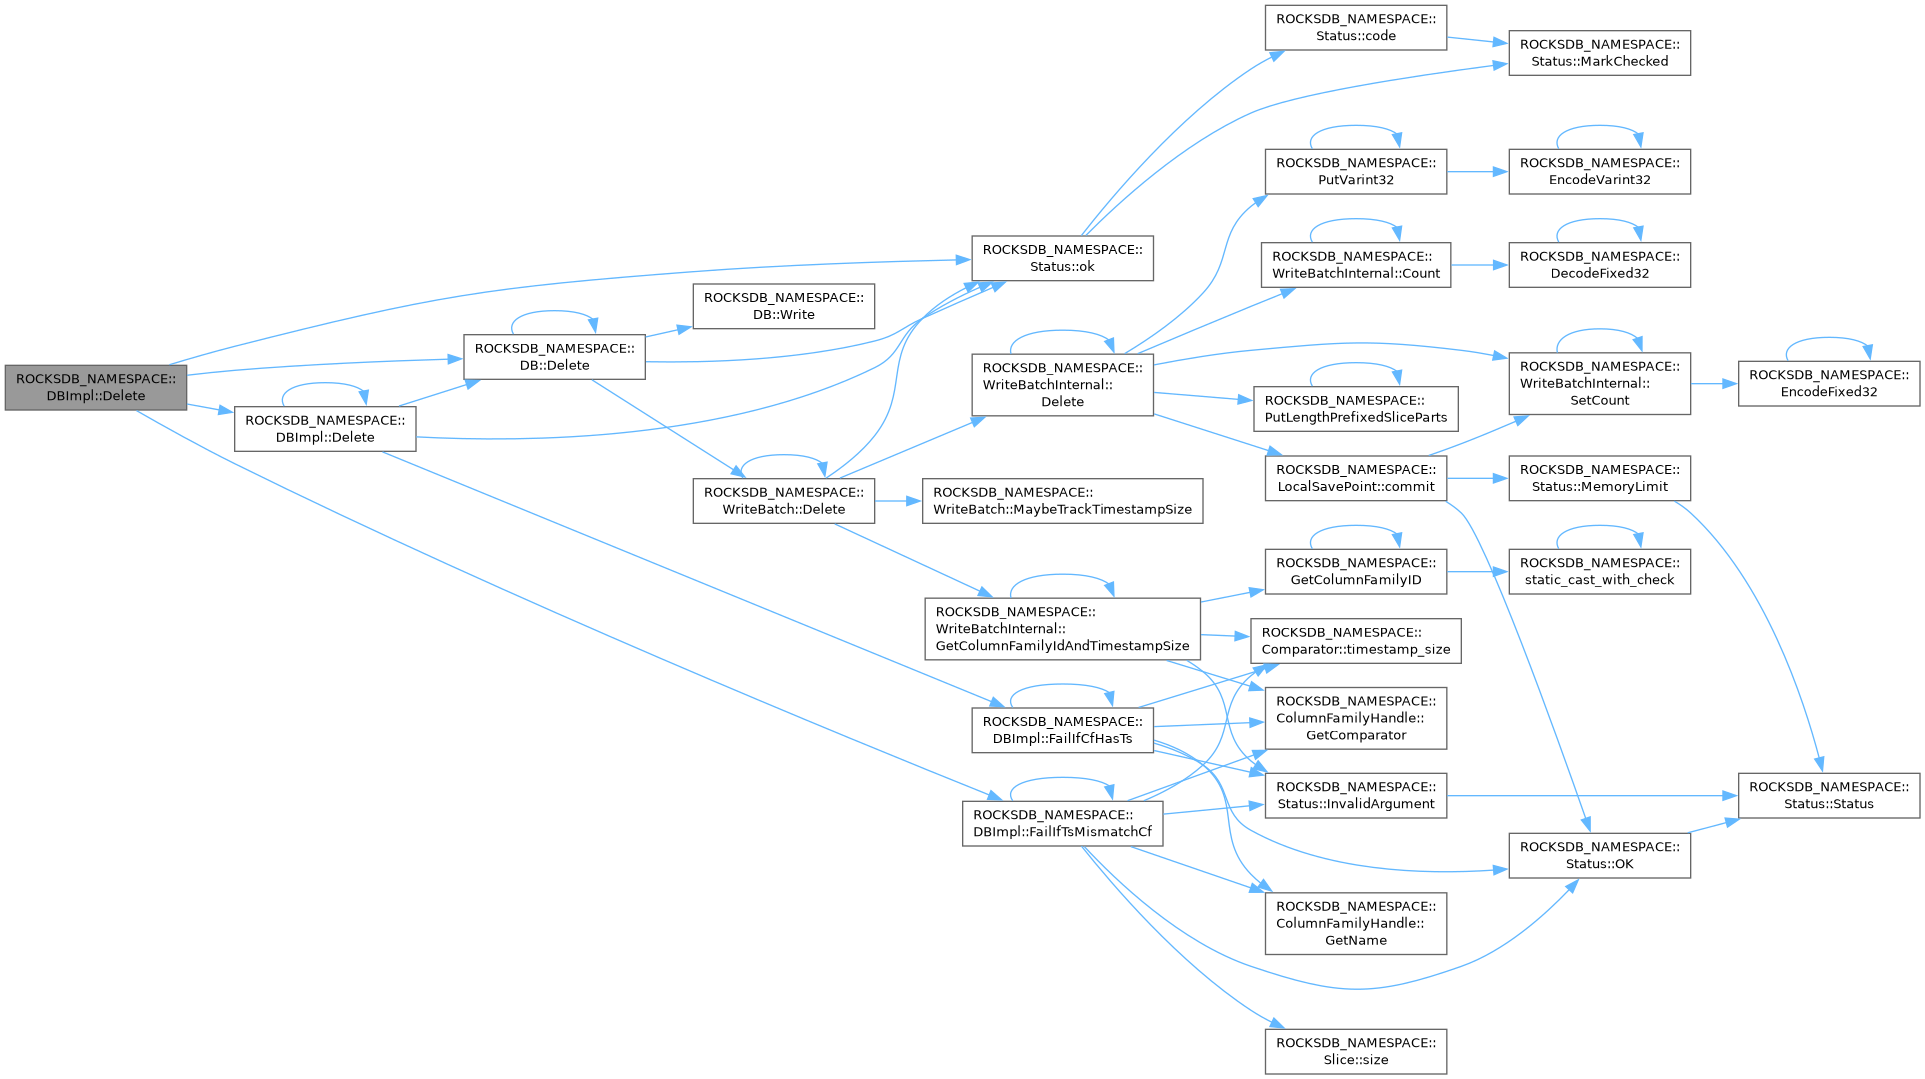 ROCKSDB_NAMESPACE::
DBImpl::Delete
ROCKSDB_NAMESPACE::
DBImpl::Delete
ROCKSDB_NAMESPACE::
DB::Delete
ROCKSDB_NAMESPACE::
DB::Write
ROCKSDB_NAMESPACE::
WriteBatch::Delete
ROCKSDB_NAMESPACE::
Status::ok
ROCKSDB_NAMESPACE::
WriteBatchInternal::
Delete
ROCKSDB_NAMESPACE::
WriteBatch::MaybeTrackTimestampSize
ROCKSDB_NAMESPACE::
WriteBatchInternal::
GetColumnFamilyIdAndTimestampSize
ROCKSDB_NAMESPACE::
DBImpl::FailIfCfHasTs
ROCKSDB_NAMESPACE::
DBImpl::FailIfTsMismatchCf
ROCKSDB_NAMESPACE::
Status::code
ROCKSDB_NAMESPACE::
PutVarint32
ROCKSDB_NAMESPACE::
WriteBatchInternal::Count
ROCKSDB_NAMESPACE::
PutLengthPrefixedSliceParts
ROCKSDB_NAMESPACE::
LocalSavePoint::commit
ROCKSDB_NAMESPACE::
GetColumnFamilyID
ROCKSDB_NAMESPACE::
Comparator::timestamp_size
ROCKSDB_NAMESPACE::
ColumnFamilyHandle::
GetComparator
ROCKSDB_NAMESPACE::
Status::InvalidArgument
ROCKSDB_NAMESPACE::
ColumnFamilyHandle::
GetName
ROCKSDB_NAMESPACE::
Slice::size
ROCKSDB_NAMESPACE::
Status::MarkChecked
ROCKSDB_NAMESPACE::
EncodeVarint32
ROCKSDB_NAMESPACE::
DecodeFixed32
ROCKSDB_NAMESPACE::
WriteBatchInternal::
SetCount
ROCKSDB_NAMESPACE::
Status::MemoryLimit
ROCKSDB_NAMESPACE::
static_cast_with_check
ROCKSDB_NAMESPACE::
Status::OK
ROCKSDB_NAMESPACE::
EncodeFixed32
ROCKSDB_NAMESPACE::
Status::Status